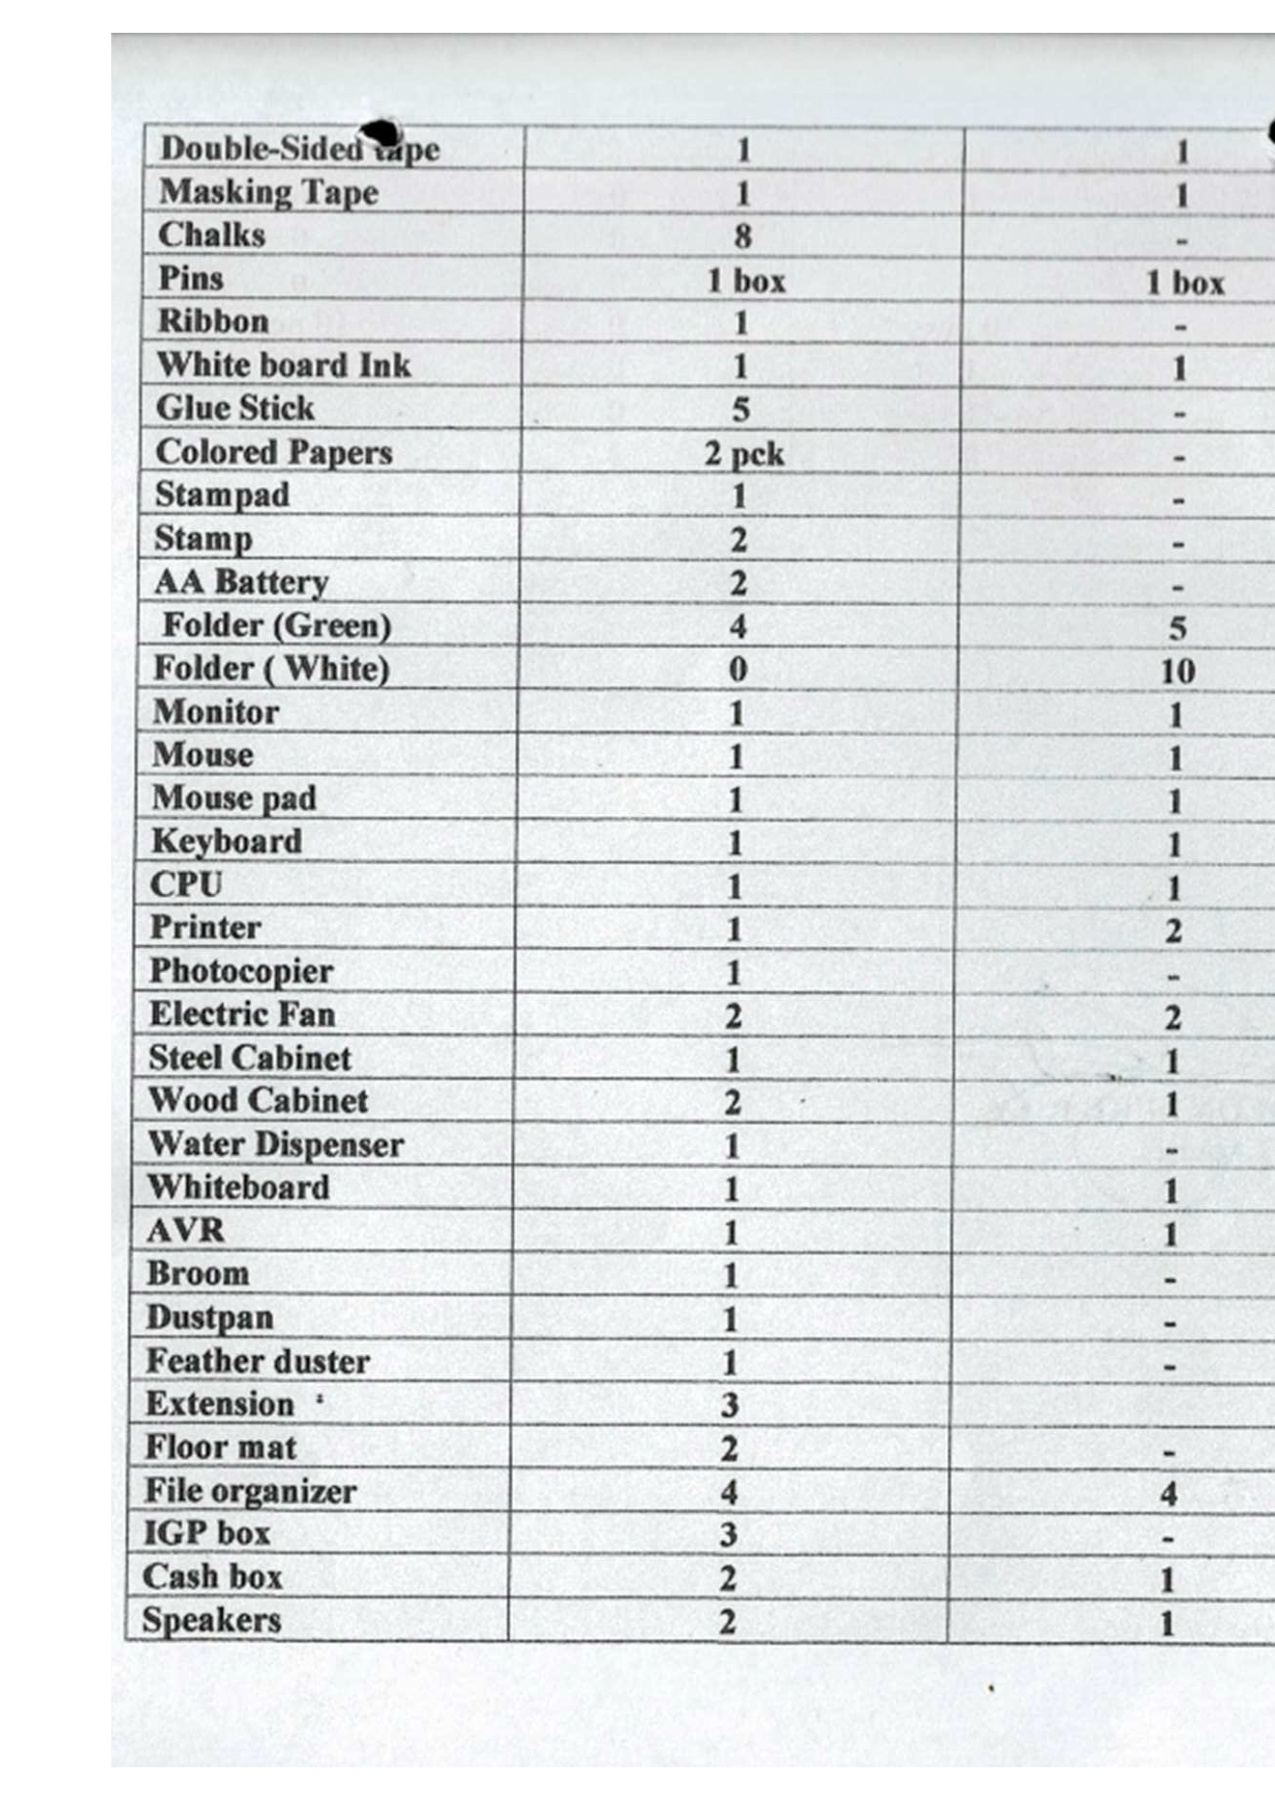 Double-Sided tape 1 1
Masking Tape 1 1
Chalks 8 -
Pins 1 box 1 box
Ribbon 1 -
White board Ink 1 1
Glue Stick 5 -
Colored Papers 2 pck -
Stampad 1 -
Stamp 2 -
AA Battery 2 -
Folder (Green) 4 5
Folder ( White) 0 10
Monitor 1 1
Mouse 1 1
Mouse pad 1 1
Keyboard 1 1
CPU 1 1
Printer 1 2
Photocopier 1 -
Electric Fan 2 2
Steel Cabinet 1 1
Wood Cabinet 2 1
Water Dispenser 1 -
Whiteboard 1 1
AVR 1 1
Broom 1 -
Dustpan 1 -
Feather duster 1 -
Extension 3
Floor mat 2 -
File organizer 4 4
IGP box 3 -
Cash box 2 1
Speakers 2 1